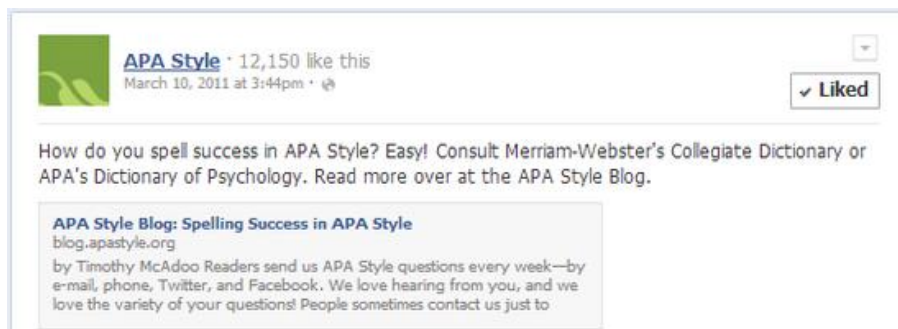 APA Style · 12,150 like this
March 10, 2011 at 3:44pm ·
✓ Liked
How do you spell success in APA Style? Easy! Consult Merriam-Webster's Collegiate Dictionary or
APA's Dictionary of Psychology. Read more over at the APA Style Blog.
APA Style Blog: Spelling Success in APA Style
blog.apastyle.org
by Timothy McAdoo Readers send us APA Style questions every week—by
e-mail, phone, Twitter, and Facebook. We love hearing from you, and we
love the variety of your questions! People sometimes contact us just to